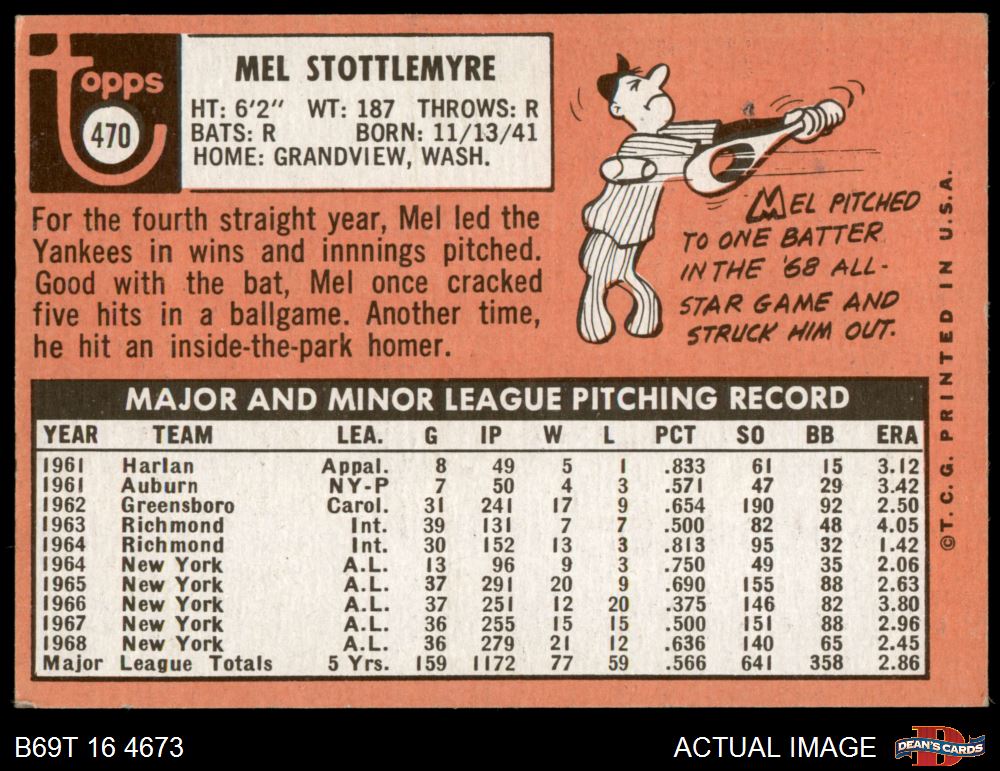 topps
470
MEL STOTTLEMYRE
HT: 6'2" WT: 187 THROWS: R
BATS: R BORN: 11/13/41
HOME: GRANDVIEW, WASH.
For the fourth straight year, Mel led the
Yankees in wins and innnings pitched.
Good with the bat, Mel once cracked
five hits in a ballgame. Another time,
he hit an inside-the-park homer.
MEL PITCHED
TO ONE BATTER
IN THE '68 ALL-
STAR GAME AND
STRUCK HIM OUT.
©T. C. G. PRINTED IN U.S.A.
MAJOR AND MINOR LEAGUE PITCHING RECORD
YEAR TEAM LEA. G IP W L PCT SO BB ERA
1961 Harlan Appal. 8 49 5 1 .833 61 15 3.12
1961 Auburn NY-P 7 50 4 3 .571 47 29 3.42
1962 Greensboro Carol. 31 241 17 9 .654 190 92 2.50
1963 Richmond Int. 39 131 7 7 .500 82 48 4.05
1964 Richmond Int. 30 152 13 3 .813 95 32 1.42
1964 New York A.L. 13 96 9 3 .750 49 35 2.06
1965 New York A.L. 37 291 20 9 .690 155 88 2.63
1966 New York A.L. 37 251 12 20 .375 146 82 3.80
1967 New York A.L. 36 255 15 15 .500 151 88 2.96
1968 New York A.L. 36 279 21 12 .636 140 65 2.45
Major League Totals 5 Yrs. 159 1172 77 59 .566 641 358 2.86
B69T 16 4673
ACTUAL IMAGE
DEAN'S CARDS